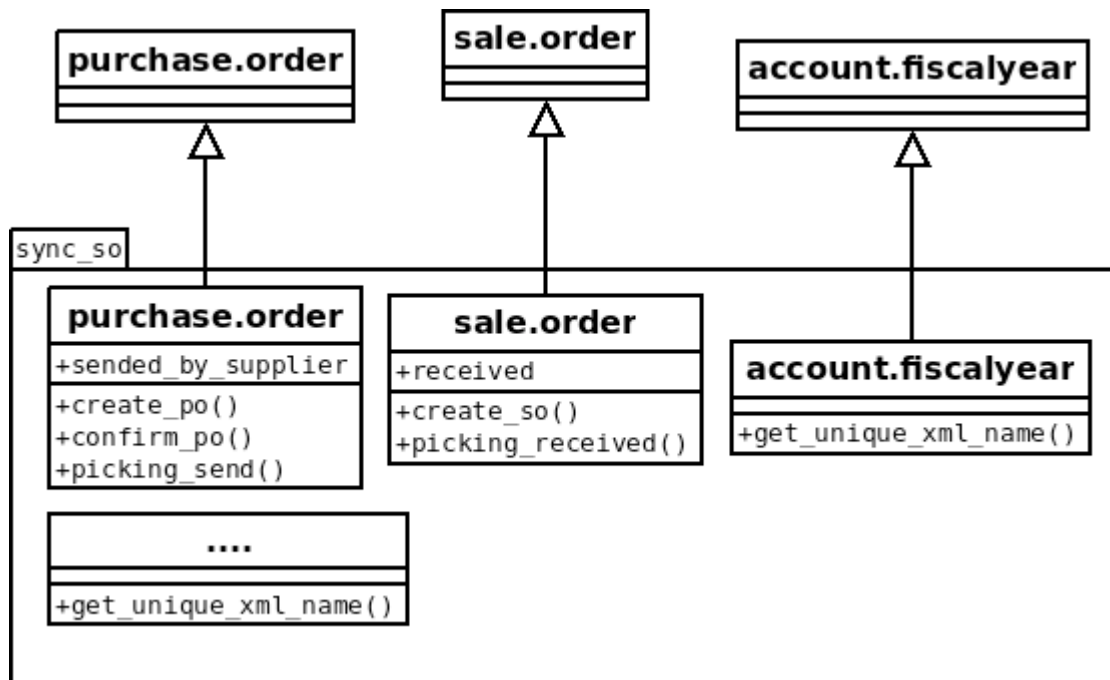 purchase.order
sale.order
account.fiscalyear
sync_so
purchase.order
+sended_by_supplier
+create_po()
+confirm_po()
+picking_send()
sale.order
+received
+create_so()
+picking_received()
account.fiscalyear
+get_unique_xml_name()
....
+get_unique_xml_name()